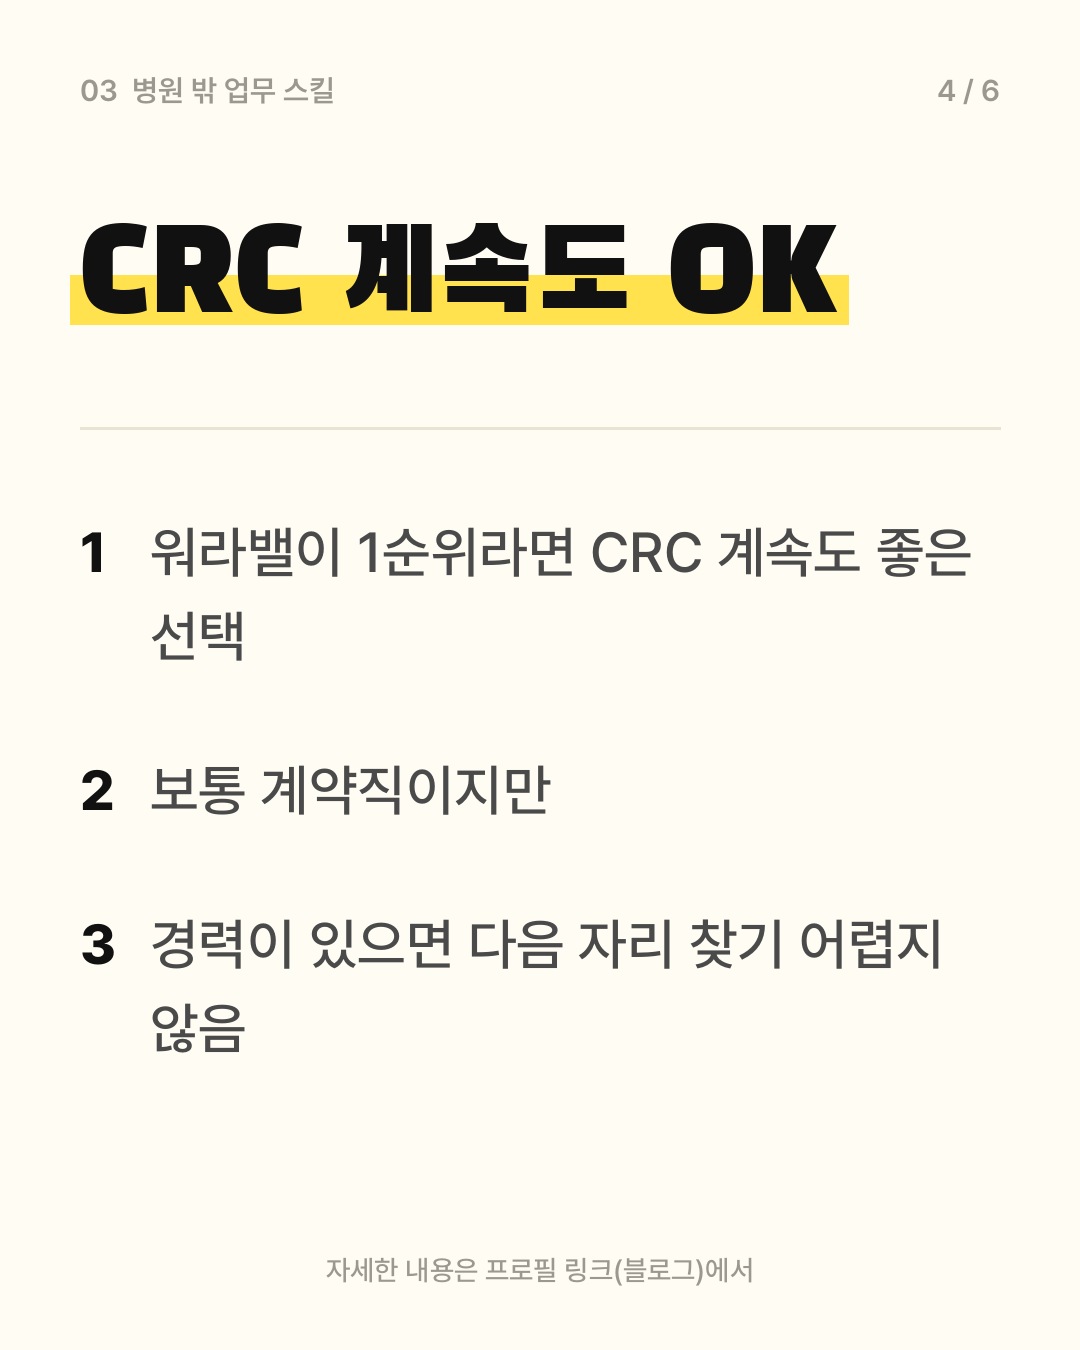 03 병원 밖 업무 스킬
4 / 6
CRC 계속도 OK
1 워라밸이 1순위라면 CRC 계속도 좋은
선택
2 보통 계약직이지만
3 경력이 있으면 다음 자리 찾기 어렵지
않음
자세한 내용은 프로필 링크(블로그)에서